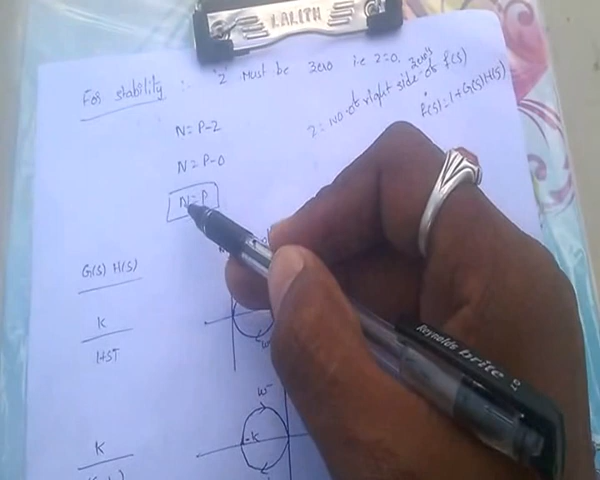 LALITH
For stability :- 'Z' Must be zero i.e Z=0.
Z= no.of right side zero's of f(s)
F(s)=1+G(s)H(s)
N=P-Z
N=P-0
N=P
G(s) H(s)
K
1+ST
ω
ω-
-K
K
Reynolds brite